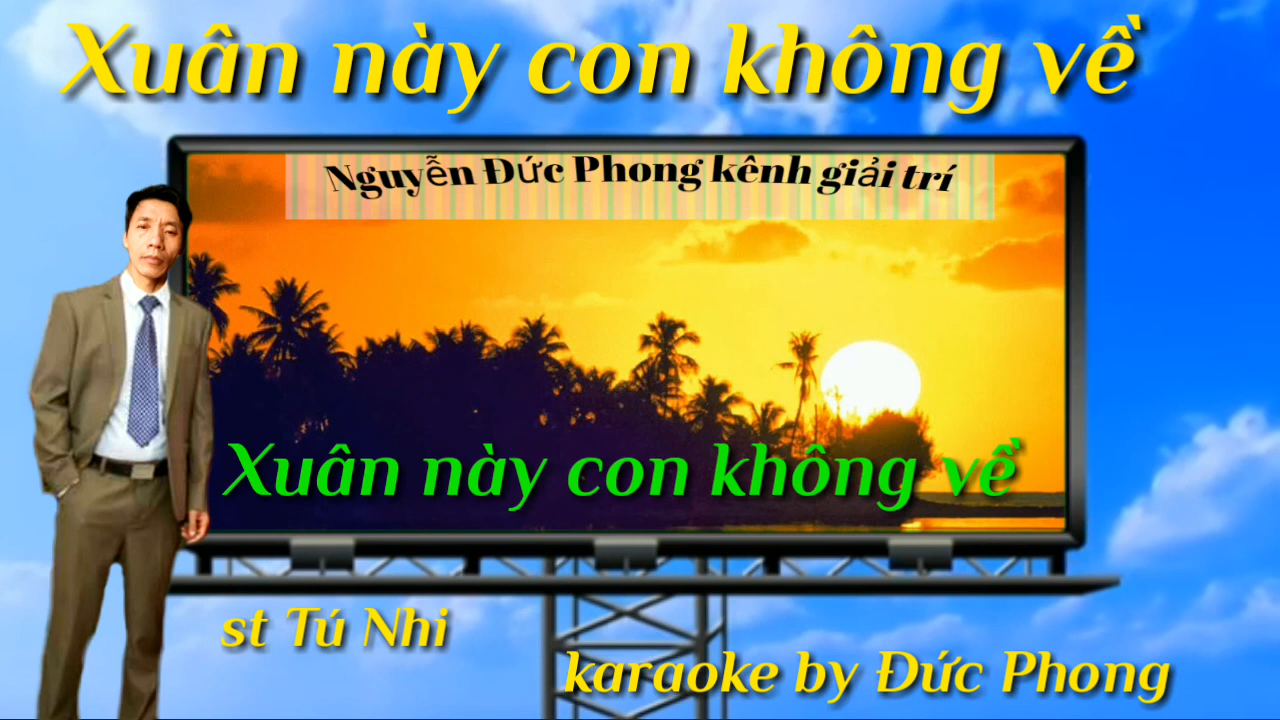 Xuân này con không về
Nguyễn Đức Phong kênh giải trí
Xuân này con không về
st Tú Nhi
karaoke by Đức Phong